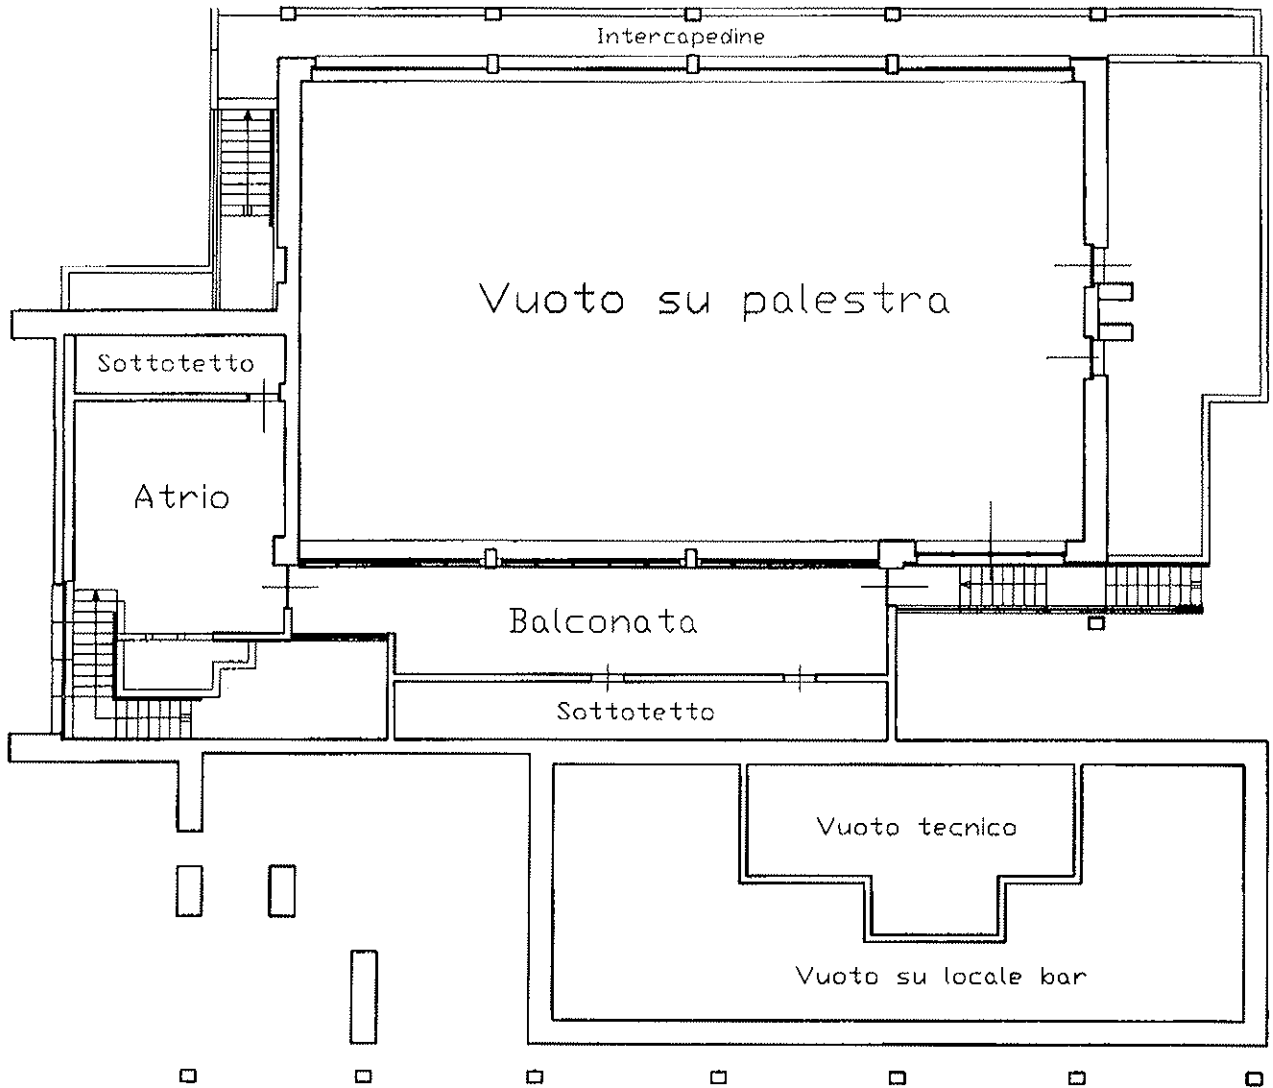 Intercapedine
Vuoto su palestra
Sottotetto
Atrio
Balconata
Sottotetto
Vuoto tecnico
Vuoto su locale bar